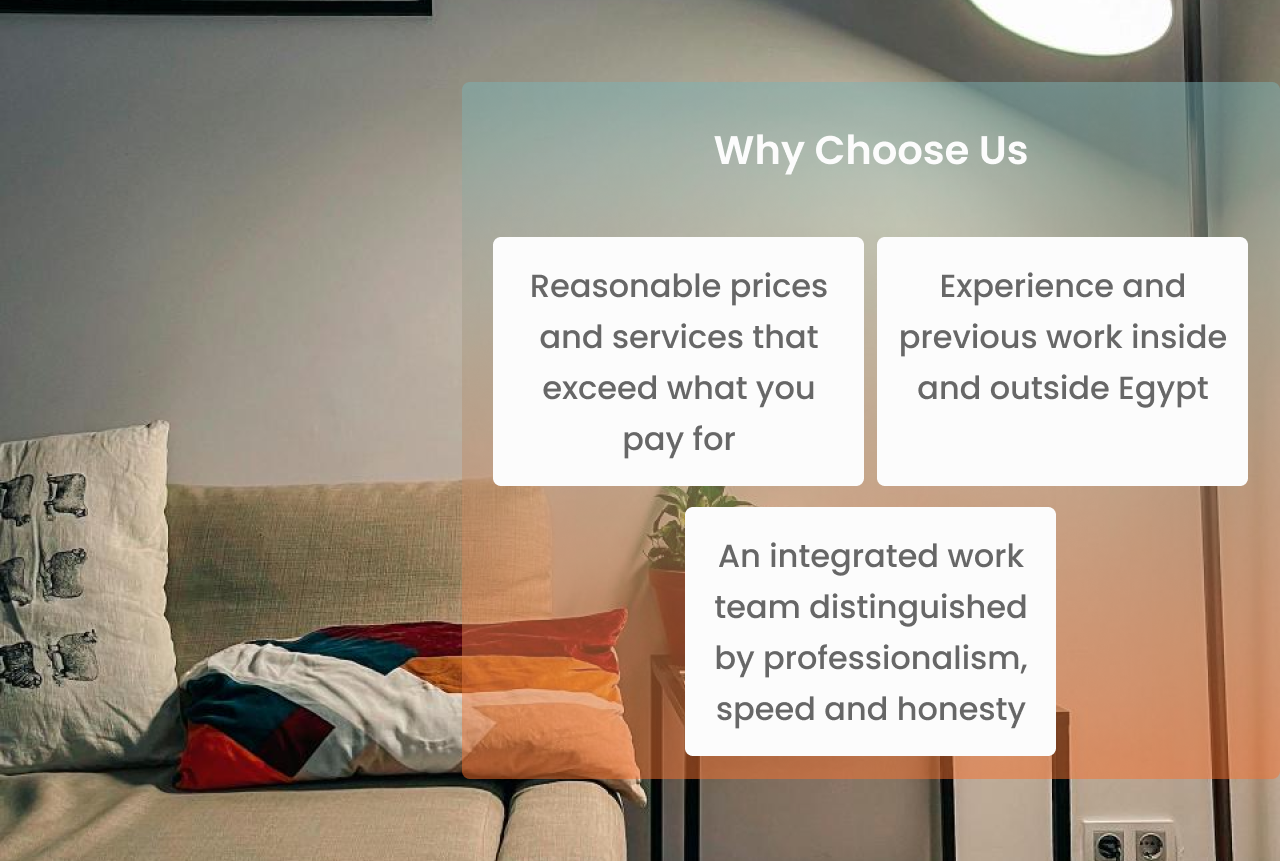 Why Choose Us
Reasonable prices
and services that
exceed what you
pay for
Experience and
previous work inside
and outside Egypt
An integrated work
team distinguished
by professionalism,
speed and honesty